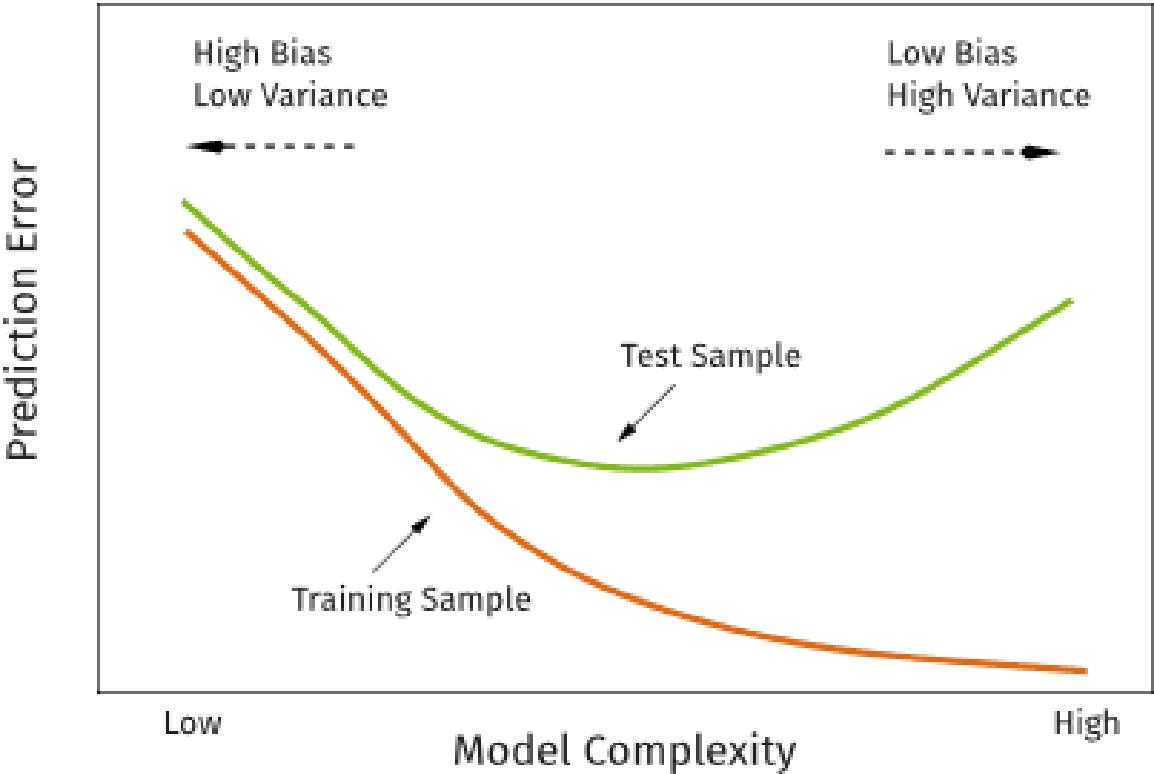 High Bias
Low Variance
Low Bias
High Variance
Prediction Error
Test Sample
Training Sample
Low
High
Model Complexity